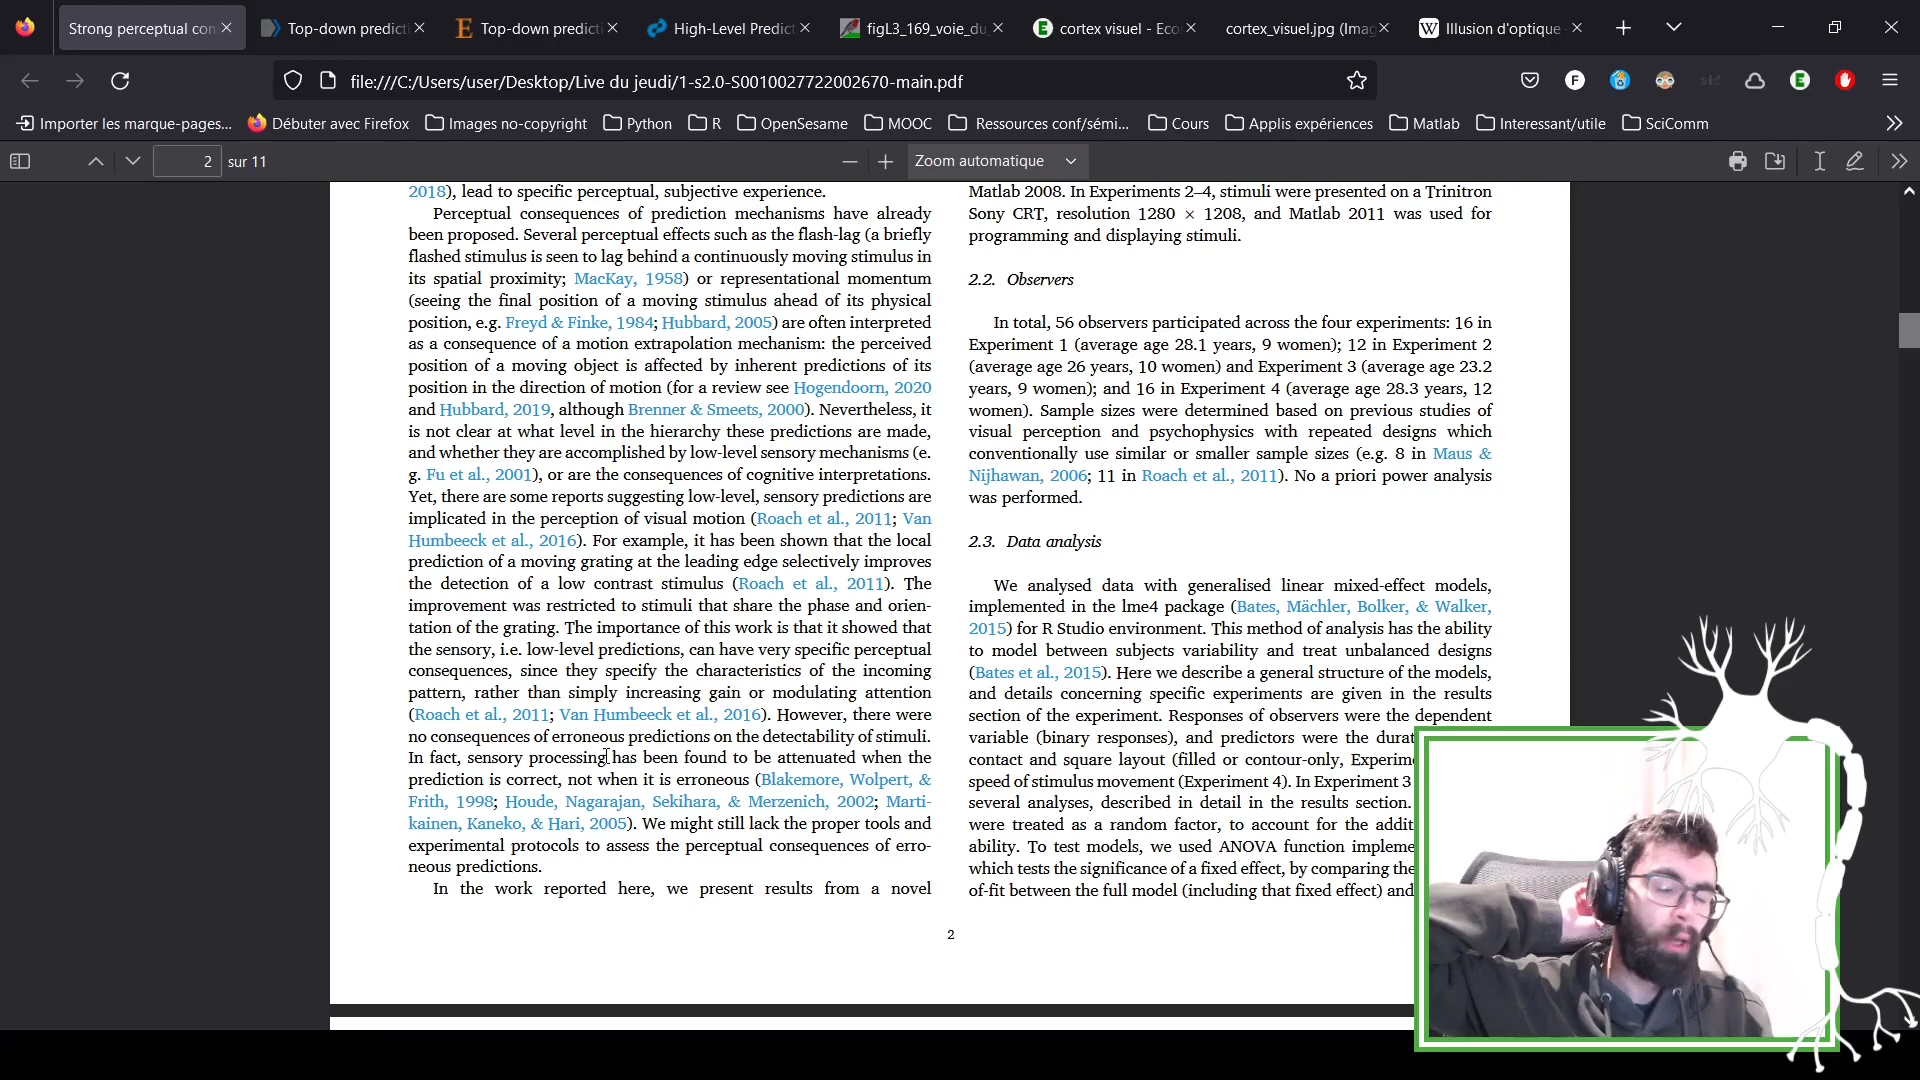 Strong perceptual con
Top-down predicti
Top-down predicti
High-Level Predict
figL3_169_voie_du
cortex visuel - Eco
cortex_visuel.jpg (Imag
W
Illusion d'optique
file:///C:/Users/user/Desktop/Live du jeudi/1-s2.0-S0010027722002670-main.pdf
Importer les marque-pages...
Débuter avec Firefox
Images no-copyright
Python
R
OpenSesame
MOOC
Ressources conf/sémi...
Cours
Applis expériences
Matlab
Interessant/utile
SciComm
2 sur 11
Zoom automatique
2018), lead to specific perceptual, subjective experience.
Perceptual consequences of prediction mechanisms have already
been proposed. Several perceptual effects such as the flash-lag (a briefly
flashed stimulus is seen to lag behind a continuously moving stimulus in
its spatial proximity; MacKay, 1958) or representational momentum
(seeing the final position of a moving stimulus ahead of its physical
position, e.g. Freyd & Finke, 1984; Hubbard, 2005) are often interpreted
as a consequence of a motion extrapolation mechanism: the perceived
position of a moving object is affected by inherent predictions of its
position in the direction of motion (for a review see Hogendoorn, 2020
and Hubbard, 2019, although Brenner & Smeets, 2000). Nevertheless, it
is not clear at what level in the hierarchy these predictions are made,
and whether they are accomplished by low-level sensory mechanisms (e.
g. Fu et al., 2001), or are the consequences of cognitive interpretations.
Yet, there are some reports suggesting low-level, sensory predictions are
implicated in the perception of visual motion (Roach et al., 2011; Van
Humbeeck et al., 2016). For example, it has been shown that the local
prediction of a moving grating at the leading edge selectively improves
the detection of a low contrast stimulus (Roach et al., 2011). The
improvement was restricted to stimuli that share the phase and orien-
tation of the grating. The importance of this work is that it showed that
the sensory, i.e. low-level predictions, can have very specific perceptual
consequences, since they specify the characteristics of the incoming
pattern, rather than simply increasing gain or modulating attention
(Roach et al., 2011; Van Humbeeck et al., 2016). However, there were
no consequences of erroneous predictions on the detectability of stimuli.
In fact, sensory processing has been found to be attenuated when the
prediction is correct, not when it is erroneous (Blakemore, Wolpert, &
Frith, 1998; Houde, Nagarajan, Sekihara, & Merzenich, 2002; Marti-
kainen, Kaneko, & Hari, 2005). We might still lack the proper tools and
experimental protocols to assess the perceptual consequences of erro-
neous predictions.
In the work reported here, we present results from a novel
Matlab 2008. In Experiments 2–4, stimuli were presented on a Trinitron
Sony CRT, resolution 1280 × 1208, and Matlab 2011 was used for
programming and displaying stimuli.
2.2. Observers
In total, 56 observers participated across the four experiments: 16 in
Experiment 1 (average age 28.1 years, 9 women); 12 in Experiment 2
(average age 26 years, 10 women) and Experiment 3 (average age 23.2
years, 9 women); and 16 in Experiment 4 (average age 28.3 years, 12
women). Sample sizes were determined based on previous studies of
visual perception and psychophysics with repeated designs which
conventionally use similar or smaller sample sizes (e.g. 8 in Maus &
Nijhawan, 2006; 11 in Roach et al., 2011). No a priori power analysis
was performed.
2.3. Data analysis
We analysed data with generalised linear mixed-effect models,
implemented in the lme4 package (Bates, Mächler, Bolker, & Walker,
2015) for R Studio environment. This method of analysis has the ability
to model between subjects variability and treat unbalanced designs
(Bates et al., 2015). Here we describe a general structure of the models,
and details concerning specific experiments are given in the results
section of the experiment. Responses of observers were the dependent
variable (binary responses), and predictors were the durat
contact and square layout (filled or contour-only, Experime
speed of stimulus movement (Experiment 4). In Experiment 3
several analyses, described in detail in the results section.
were treated as a random factor, to account for the addit
ability. To test models, we used ANOVA function impleme
which tests the significance of a fixed effect, by comparing the
of-fit between the full model (including that fixed effect) and
2